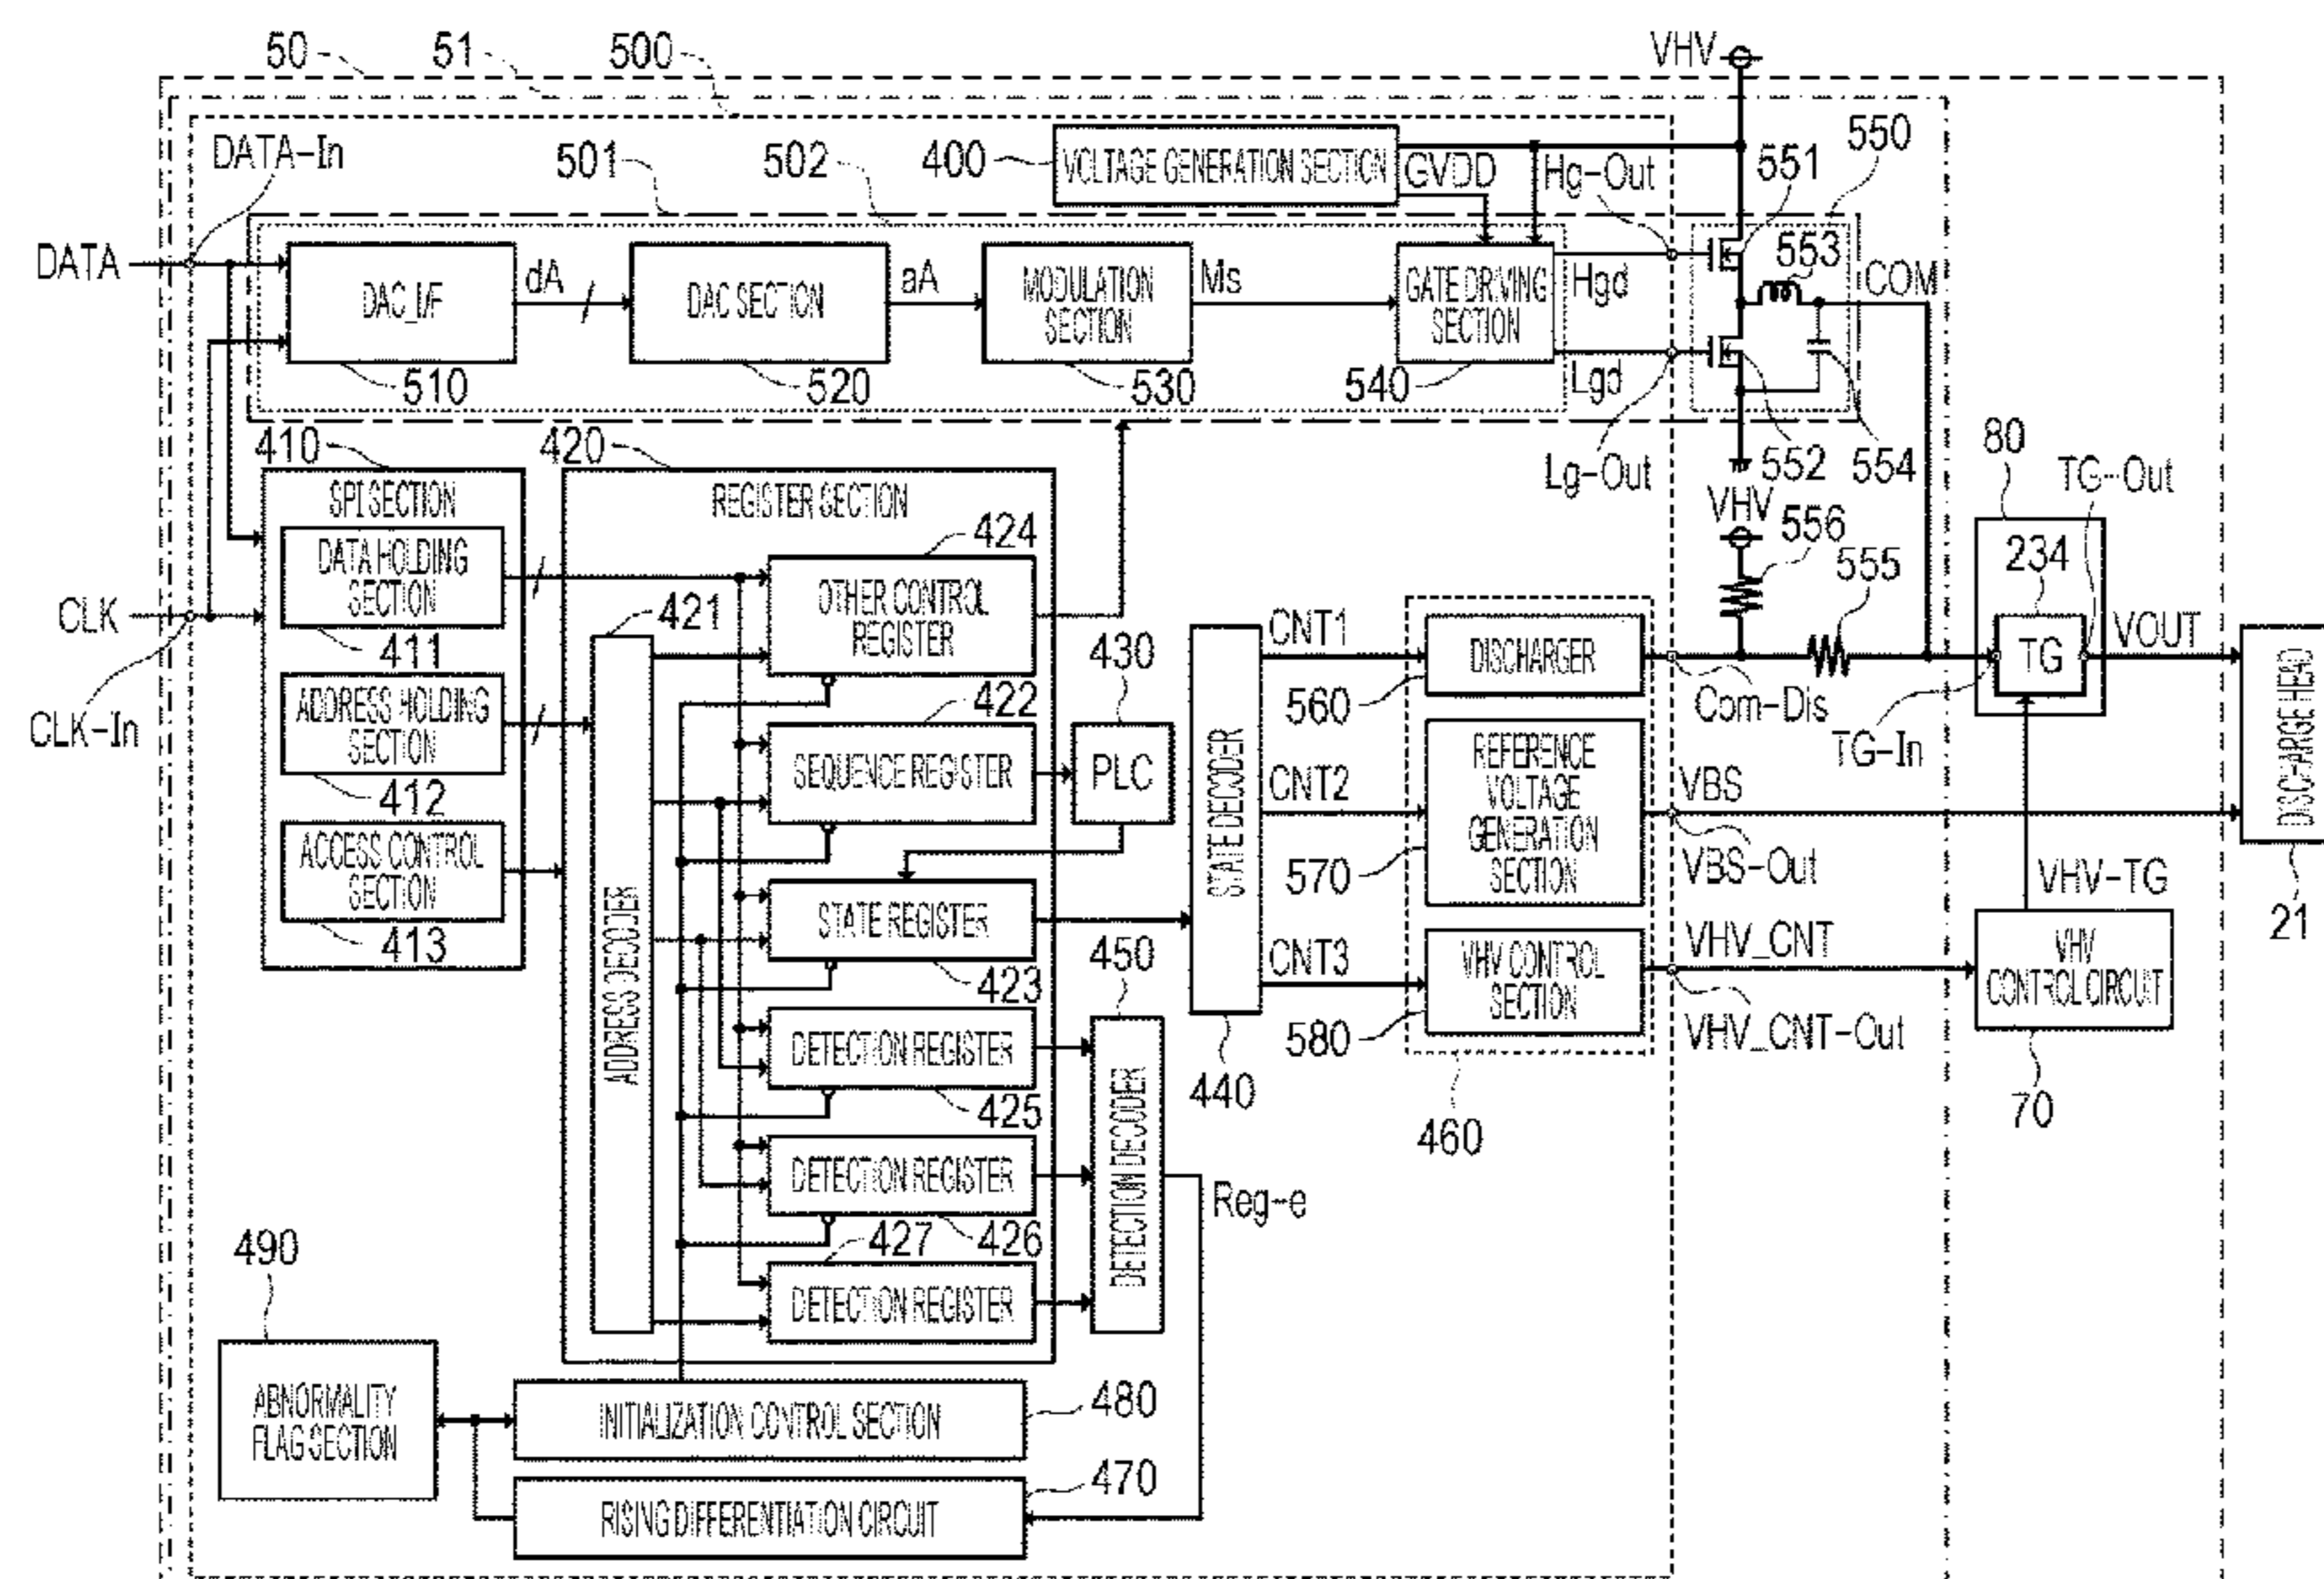 50
51
500
VHV
DATA-In
501
502
400
VOLTAGE GENERATION SECTION
GVDD
Hg-Out
550
551
553
COM
DATA
DAC_I/F
dA
DAC SECTION
aA
MODULATION
SECTION
Ms
GATE DRIVING
SECTION
Hgd
Lgd
510
520
530
540
552
554
Lg-Out
410
SPI SECTION
420
REGISTER SECTION
VHV
556
555
80
TG-Out
234
TG
VOUT
TG-In
DATA HOLDING
SECTION
411
CLK
CLK-In
ADDRESS HOLDING
SECTION
412
ACCESS CONTROL
SECTION
413
421
ADDRESS DECODER
424
OTHER CONTROL
REGISTER
422
SEQUENCE REGISTER
430
PLC
STATE REGISTER
423
DETECTION REGISTER
425
DETECTION REGISTER
426
427
DETECTION REGISTER
450
DETECTION DECODER
Reg-e
STATE DECODER
440
CNT1
CNT2
CNT3
DISCHARGER
560
Com-Dis
REFERENCE
VOLTAGE
GENERATION
SECTION
570
VBS
VBS-Out
VHV CONTROL
SECTION
580
460
VHV_CNT
VHV_CNT-Out
VHV-TG
VHV
CONTROL CIRCUIT
70
DISCHARGE HEAD
21
490
ABNORMALITY
FLAG SECTION
INITIALIZATION CONTROL SECTION
480
RISING DIFFERENTIATION CIRCUIT
470